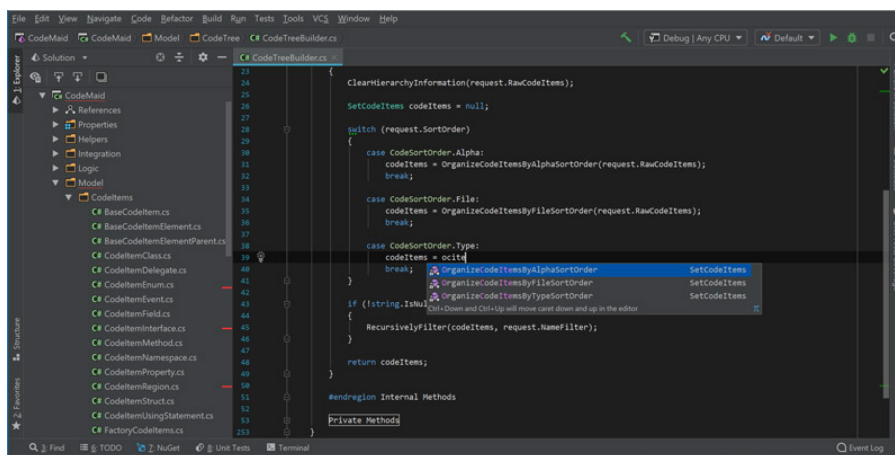 File Edit View Navigate Code Refactor Build Run Tests Tools VCS Window Help
CodeMaid CodeMaid Model CodeTree C# CodeTreeBuilder.cs
Debug | Any CPU Default
1: Explorer
Solution
C# CodeTreeBuilder.cs
CodeMaid
References
Properties
Helpers
Integration
Logic
Model
CodeItems
C# BaseCodeItem.cs
C# BaseCodeItemElement.cs
C# BaseCodeItemElementParent.cs
C# CodeItemClass.cs
C# CodeItemDelegate.cs
C# CodeItemEnum.cs
C# CodeItemEvent.cs
C# CodeItemField.cs
C# CodeItemInterface.cs
C# CodeItemMethod.cs
C# CodeItemNamespace.cs
C# CodeItemProperty.cs
C# CodeItemRegion.cs
C# CodeItemStruct.cs
C# CodeItemUsingStatement.cs
C# FactoryCodeItems.cs
Structure
2: Favorites
23 {
24 ClearHierarchyInformation(request.RawCodeItems);
25
26 SetCodeItems codeItems = null;
27
28 switch (request.SortOrder)
29 {
30 case CodeSortOrder.Alpha:
31 codeItems = OrganizeCodeItemsByAlphaSortOrder(request.RawCodeItems);
32 break;
33
34 case CodeSortOrder.File:
35 codeItems = OrganizeCodeItemsByFileSortOrder(request.RawCodeItems);
36 break;
37
38 case CodeSortOrder.Type:
39 codeItems = ocite
40 break;
OrganizeCodeItemsByAlphaSortOrder SetCodeItems
OrganizeCodeItemsByFileSortOrder SetCodeItems
OrganizeCodeItemsByTypeSortOrder SetCodeItems
Ctrl+Down and Ctrl+Up will move caret down and up in the editor π
41 }
42
43 if (!string.IsNul
44 {
45 RecursivelyFilter(codeItems, request.NameFilter);
46 }
47
48 return codeItems;
49 }
50
51 #endregion Internal Methods
52
53 Private Methods
253 }
3: Find 6: TODO 7: NuGet 8: Unit Tests Terminal Event Log